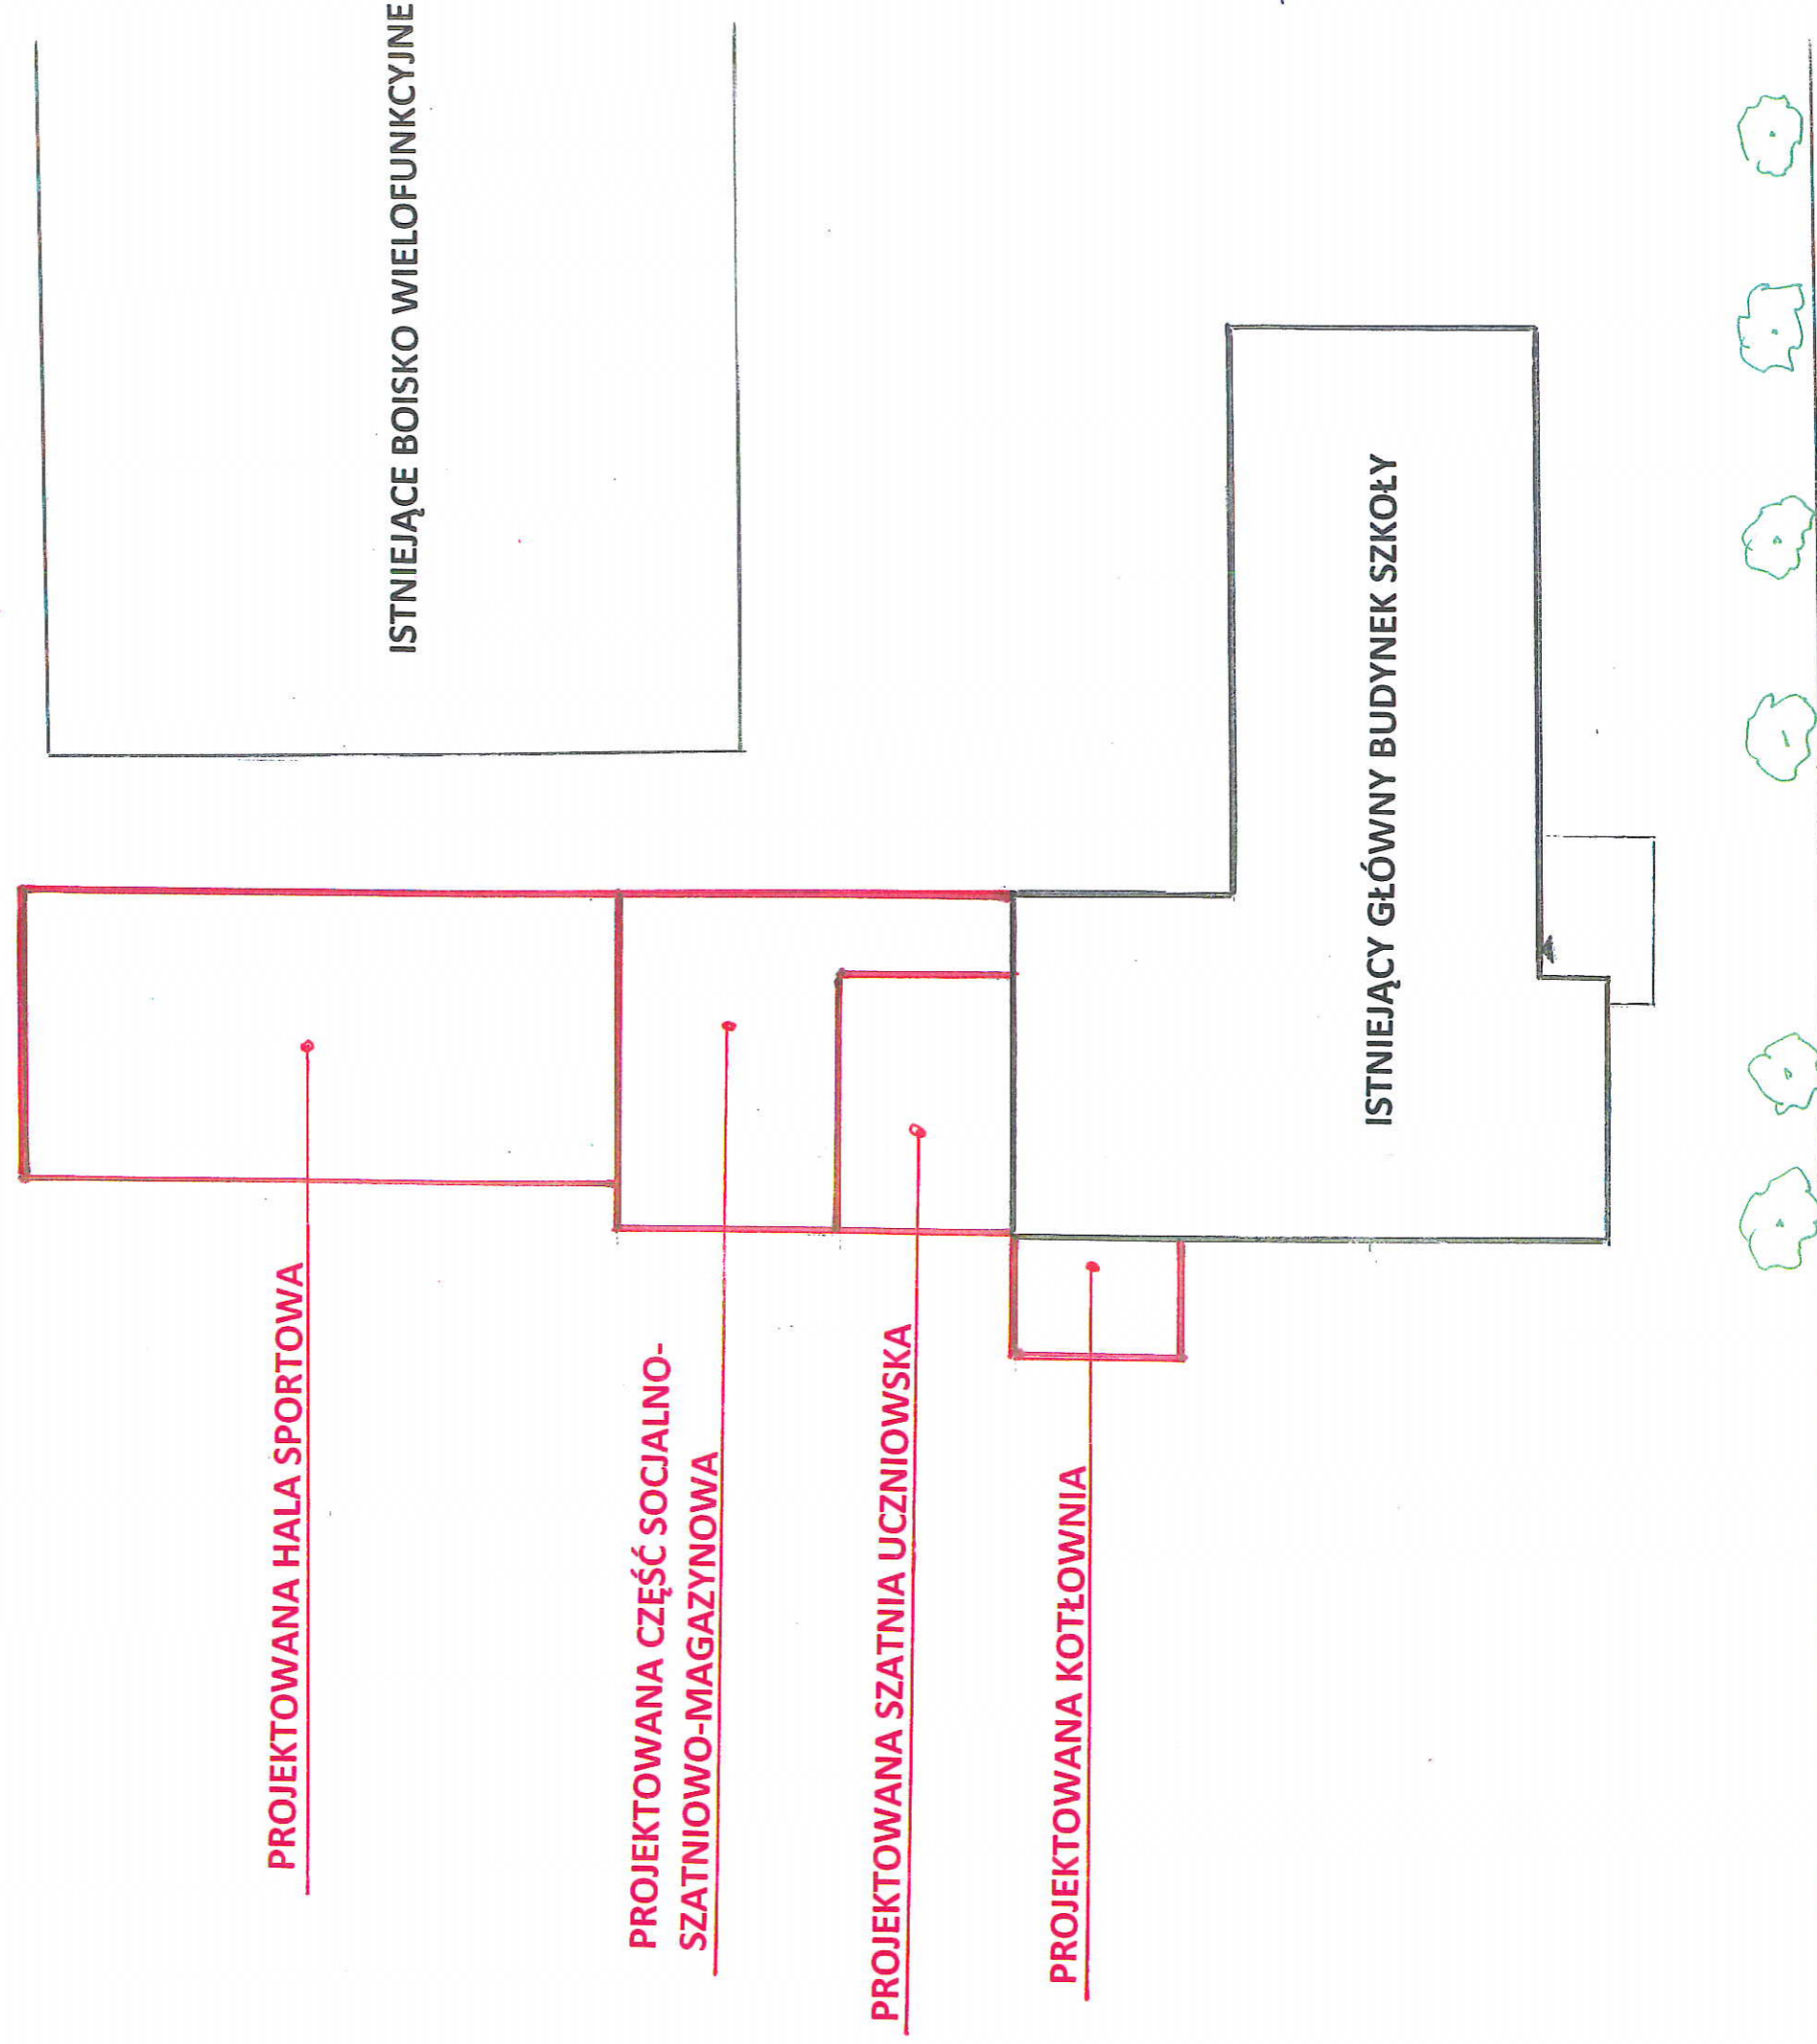 ISTNIEJĄCE BOISKO WIELOFUNKCYJNE
PROJEKTOWANA HALA SPORTOWA
PROJEKTOWANA CZĘŚĆ SOCJALNO-
SZATNIOWO-MAGAZYNOWA
PROJEKTOWANA SZATNIA UCZNIOWSKA
PROJEKTOWANA KOTŁOWNIA
ISTNIEJĄCY GŁÓWNY BUDYNEK SZKOŁY